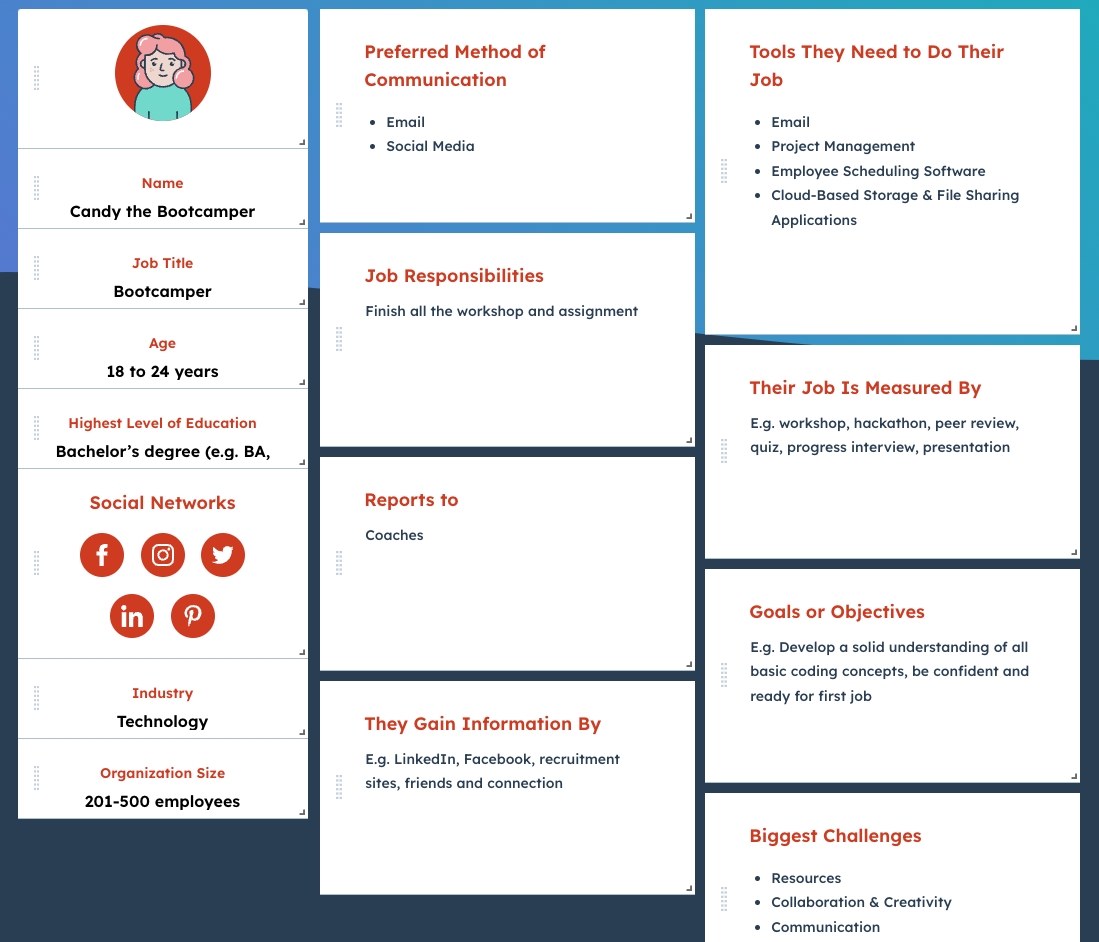 Name
Candy the Bootcamper
Job Title
Bootcamper
Age
18 to 24 years
Highest Level of Education
Bachelor’s degree (e.g. BA,
Social Networks
f
in
Industry
Technology
Organization Size
201-500 employees
Preferred Method of
Communication
Email
Social Media
Job Responsibilities
Finish all the workshop and assignment
Reports to
Coaches
They Gain Information By
E.g. LinkedIn, Facebook, recruitment
sites, friends and connection
Tools They Need to Do Their
Job
Email
Project Management
Employee Scheduling Software
Cloud-Based Storage & File Sharing
Applications
Their Job Is Measured By
E.g. workshop, hackathon, peer review,
quiz, progress interview, presentation
Goals or Objectives
E.g. Develop a solid understanding of all
basic coding concepts, be confident and
ready for first job
Biggest Challenges
Resources
Collaboration & Creativity
Communication